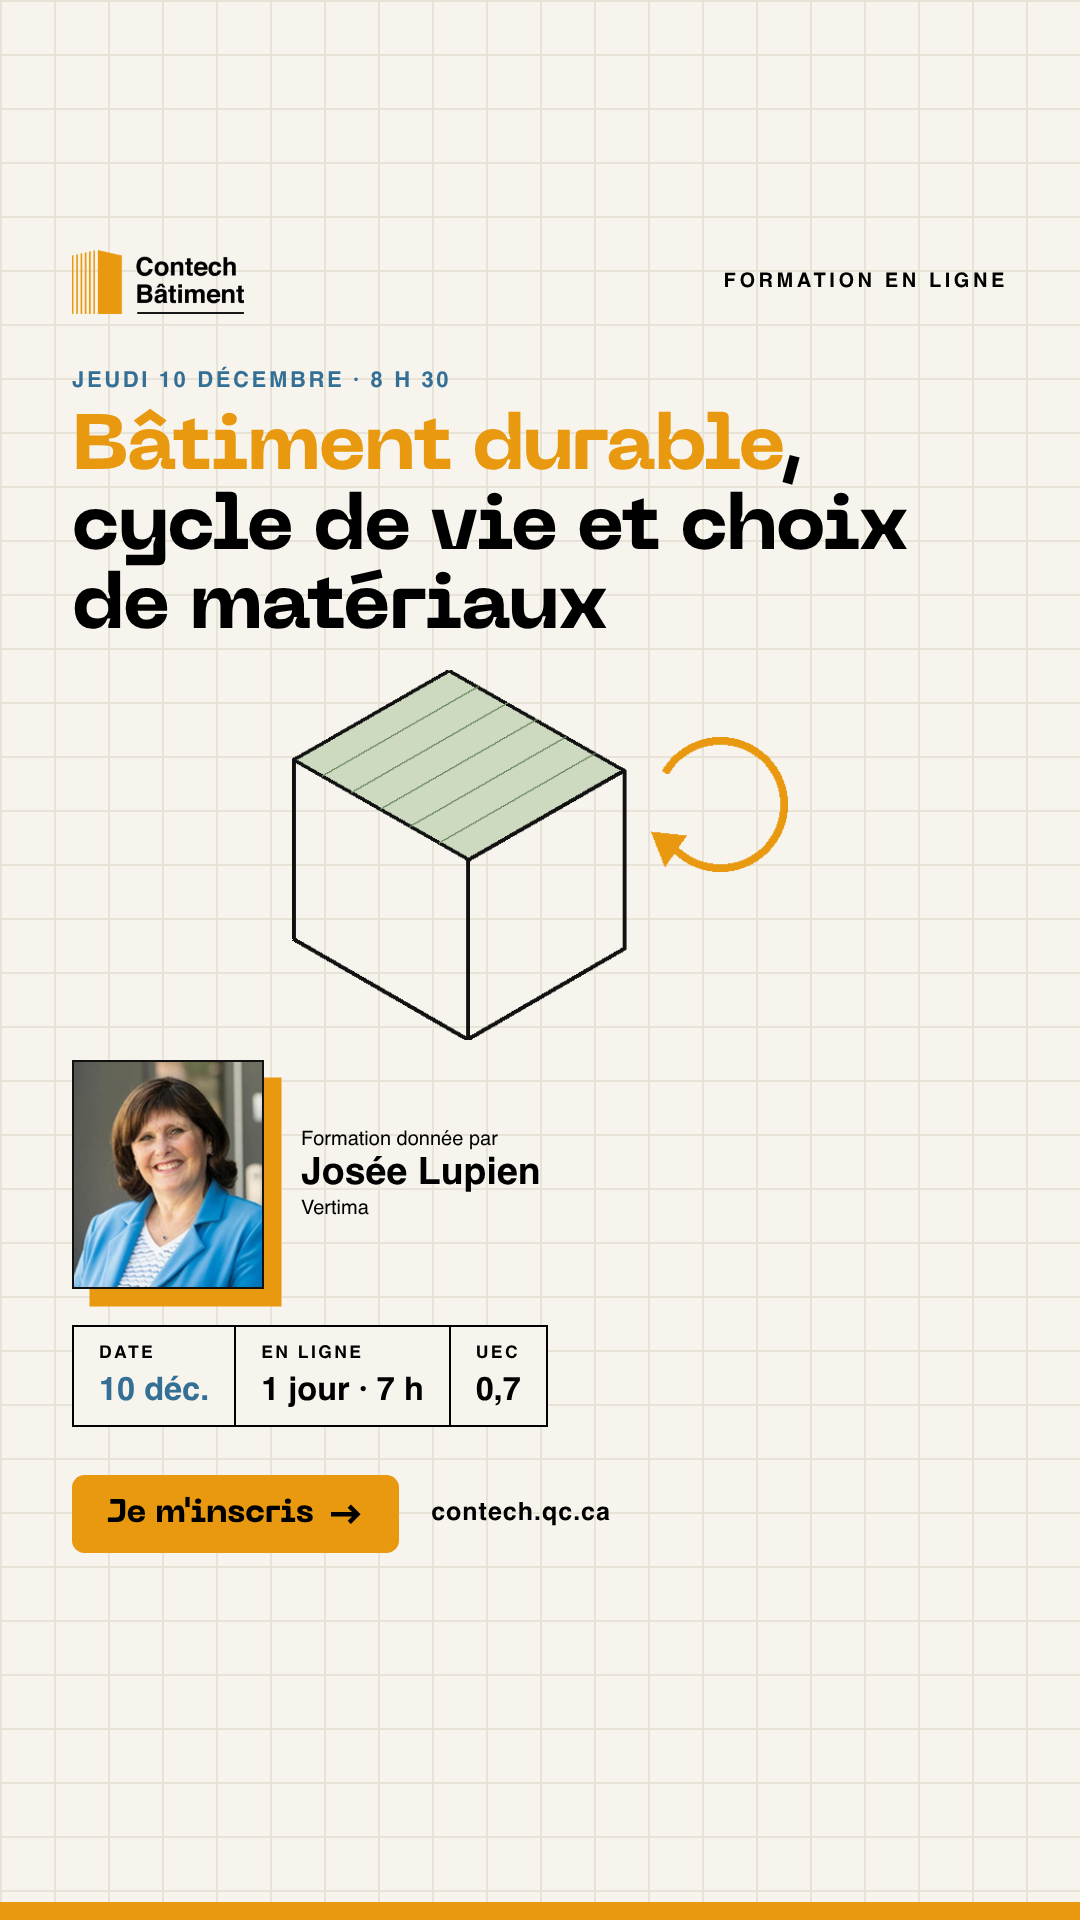 Contech
Bâtiment
FORMATION EN LIGNE
JEUDI 10 DÉCEMBRE · 8 H 30
Bâtiment durable,
cycle de vie et choix
de matériaux
Formation donnée par
Josée Lupien
Vertima
DATE
10 déc.
EN LIGNE
1 jour · 7 h
UEC
0,7
Je m'inscris →
contech.qc.ca